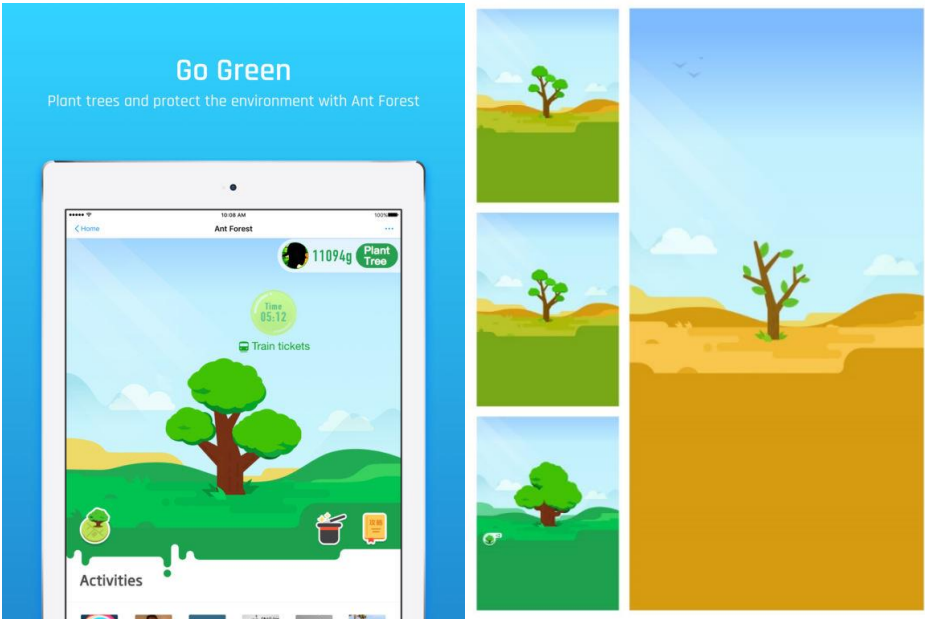 Go Green
Plant trees and protect the environment with Ant Forest
10:08 AM
100%
Home
Ant Forest
11094g
Plant
Tree
Time
05:12
Train tickets
Activities